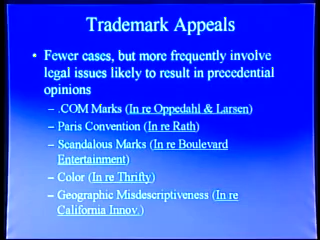 Trademark Appeals
• Fewer cases, but more frequently involve
legal issues likely to result in precedential
opinions
– .COM Marks (In re Oppedahl & Larsen)
– Paris Convention (In re Rath)
– Scandalous Marks (In re Boulevard
Entertainment)
– Color (In re Thrifty)
– Geographic Misdescriptiveness (In re
California Innov.)